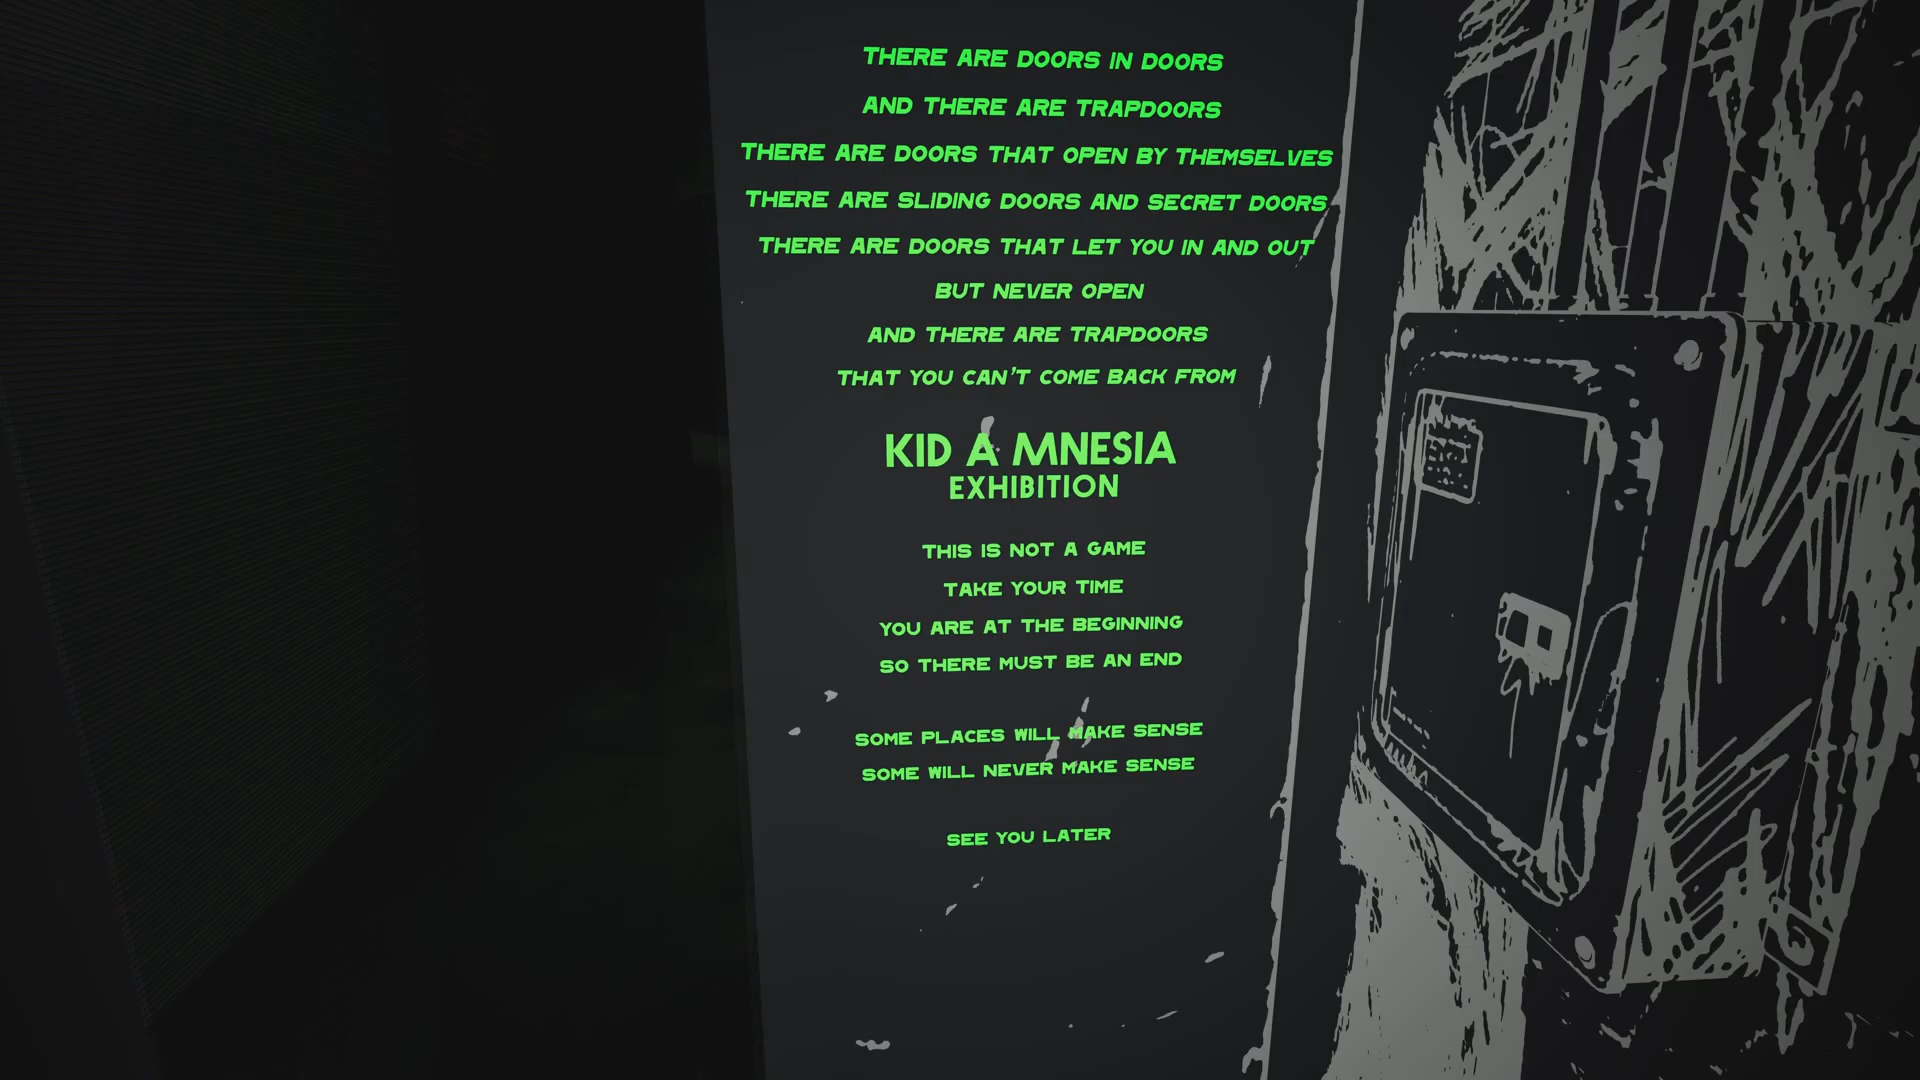 THERE ARE DOORS IN DOORS
AND THERE ARE TRAPDOORS
THERE ARE DOORS THAT OPEN BY THEMSELVES
THERE ARE SLIDING DOORS AND SECRET DOORS
THERE ARE DOORS THAT LET YOU IN AND OUT
BUT NEVER OPEN
AND THERE ARE TRAPDOORS
THAT YOU CAN'T COME BACK FROM
KID A MNESIA
EXHIBITION
THIS IS NOT A GAME
TAKE YOUR TIME
YOU ARE AT THE BEGINNING
SO THERE MUST BE AN END
SOME PLACES WILL MAKE SENSE
SOME WILL NEVER MAKE SENSE
SEE YOU LATER